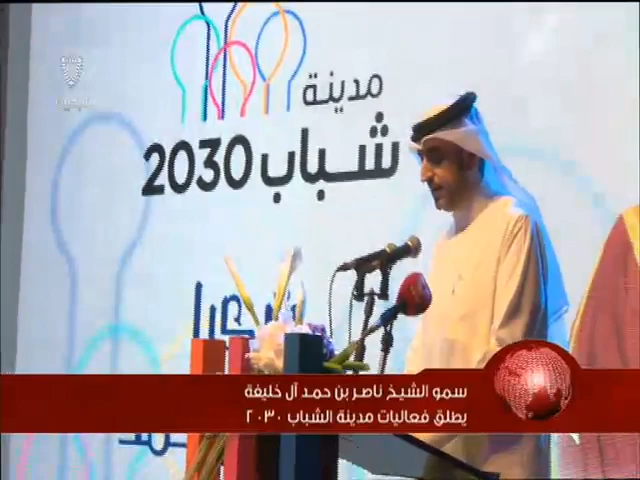 مدينة
شباب 2030
سمو الشيخ ناصر بن حمد آل خليفة
يطلق فعاليات مدينة الشباب ٢٠٣٠